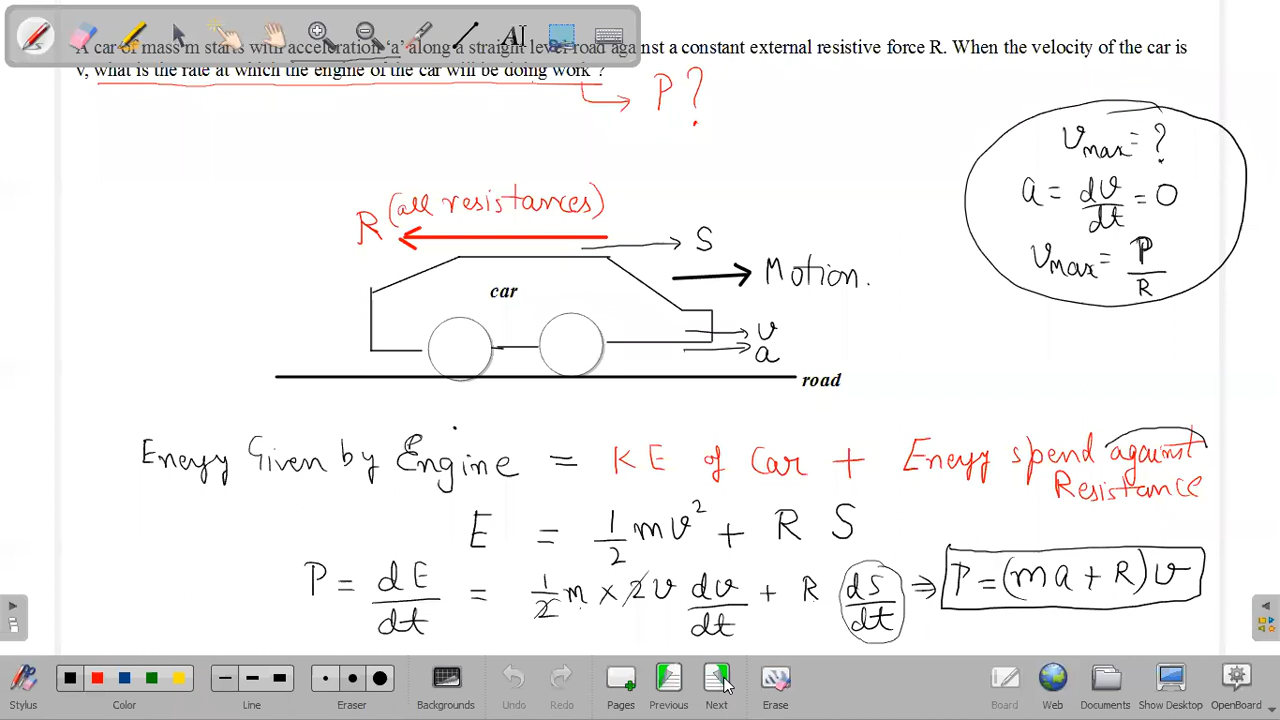 A car of mass m starts with acceleration 'a' along a straight level road against a constant external resistive force R. When the velocity of the car is
V, what is the rate at which the engine of the car will be doing work ?
P ?
v max = ?
a = dv/dt = 0
v max = P/R
R (all resistances)
S
Motion.
car
v
a
road
Energy Given by Engine = KE of Car + Energy spend against
Resistance
E = 1/2 mv² + R S
P = dE/dt = 1/2 m × 2 v dv/dt + R dS/dt ⇒ P = (ma + R) v
Stylus
Color
Line
Eraser
Backgrounds
Undo
Redo
Pages
Previous
Next
Erase
Board
Web
Documents
Show Desktop
OpenBoard